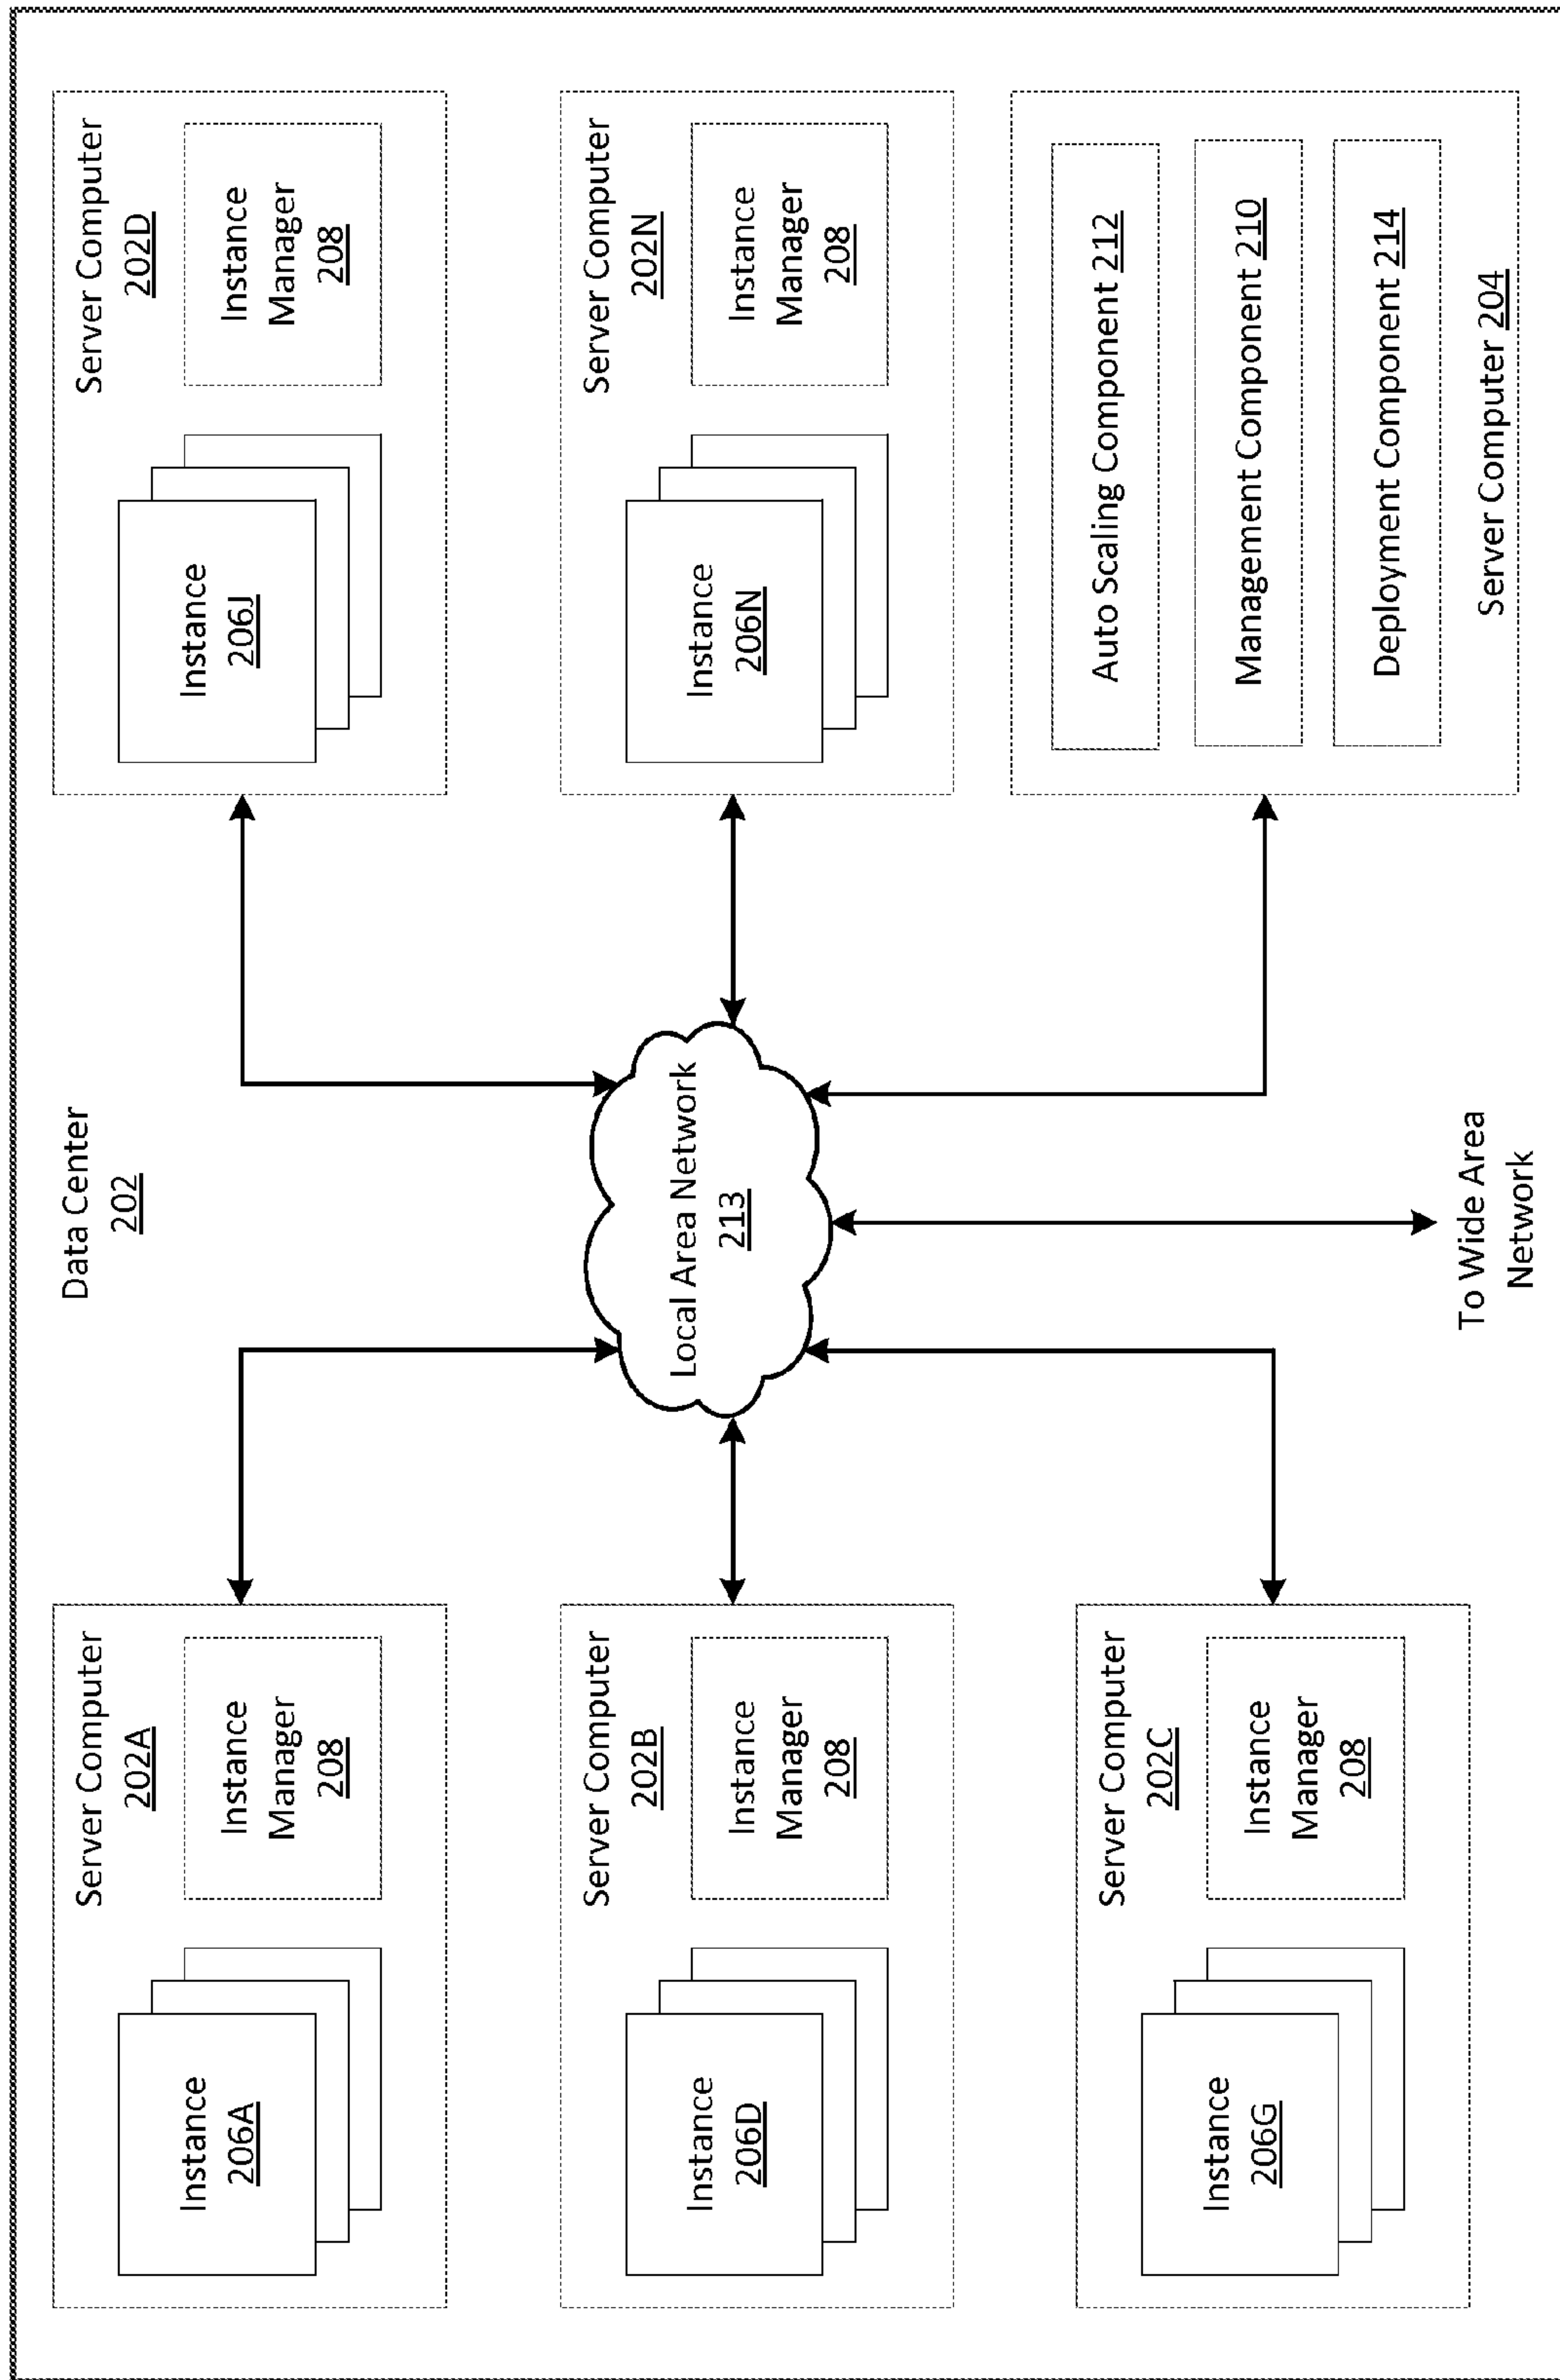 Data Center
202
Server Computer
202A
Instance
206A
Instance
Manager
208
Server Computer
202B
Instance
206D
Instance
Manager
208
Server Computer
202C
Instance
206G
Instance
Manager
208
Local Area Network
213
To Wide Area
Network
Server Computer
202D
Instance
206J
Instance
Manager
208
Server Computer
202N
Instance
206N
Instance
Manager
208
Auto Scaling Component 212
Management Component 210
Deployment Component 214
Server Computer 204